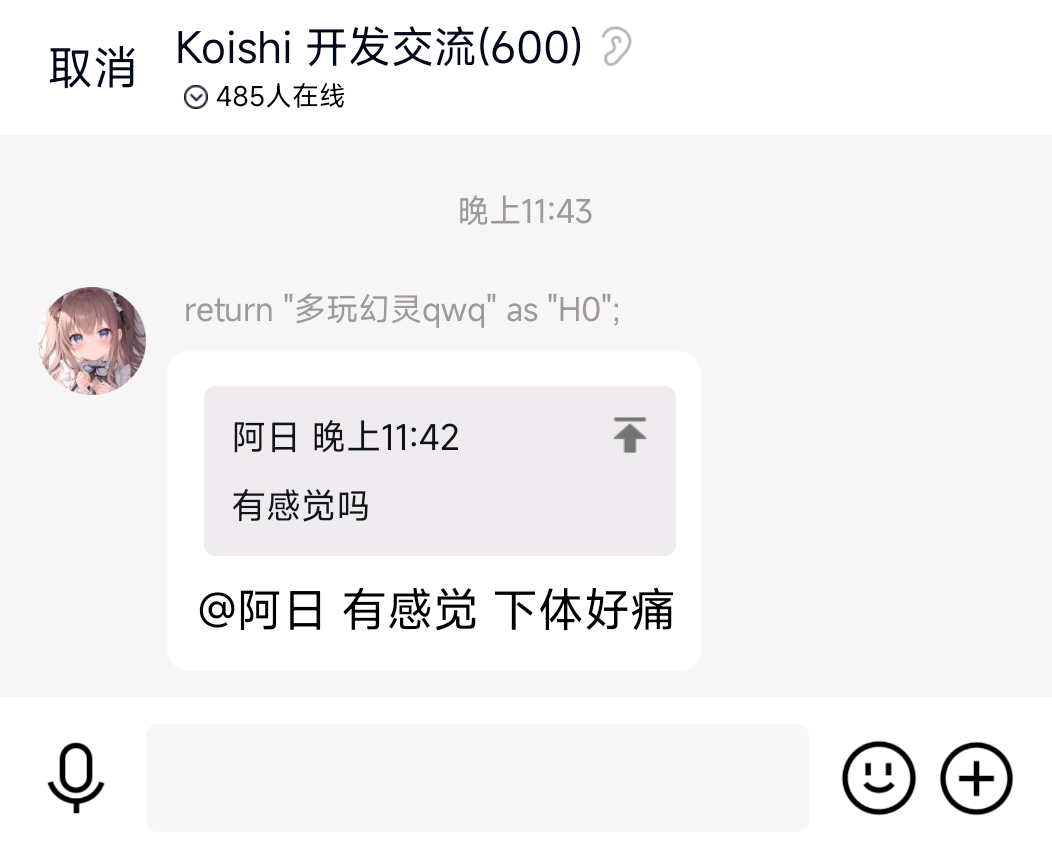 取消
Koishi 开发交流(600)
485人在线
晚上11:43
return "多玩幻灵qwq" as "H0";
阿日 晚上11:42
有感觉吗
@阿日 有感觉 下体好痛